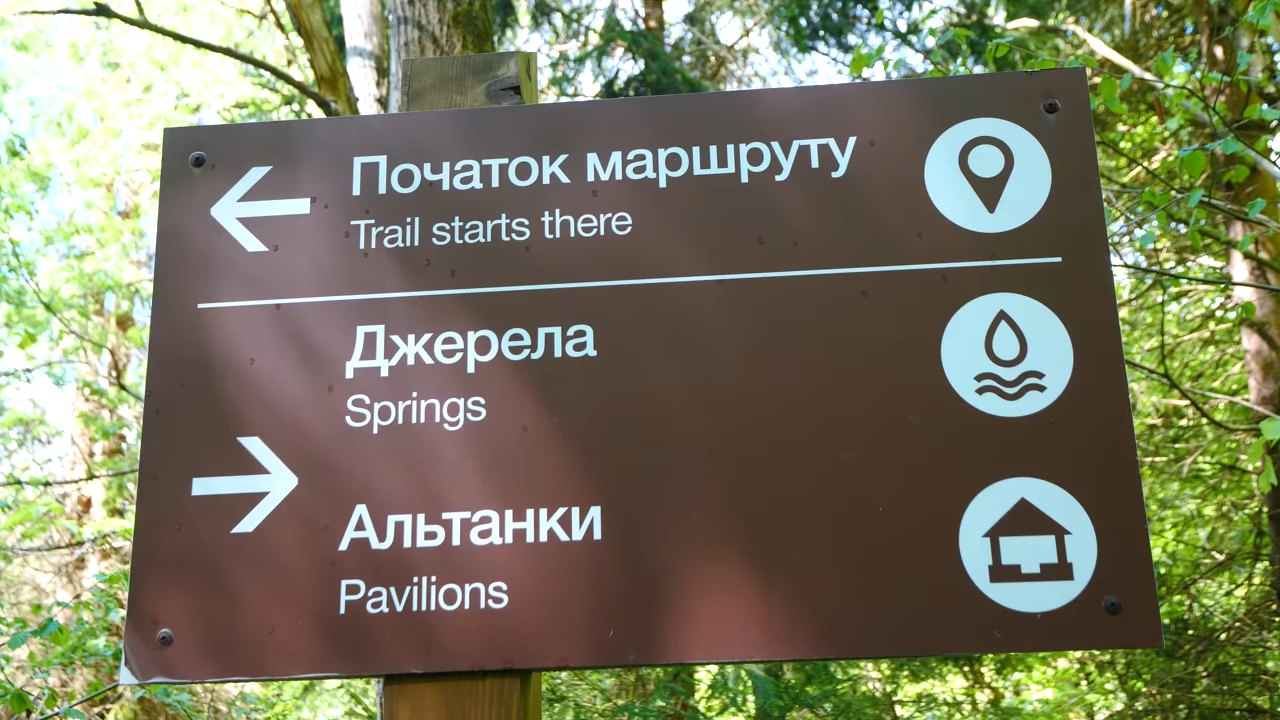 Початок маршруту
Trail starts there
Джерела
Springs
Альтанки
Pavilions